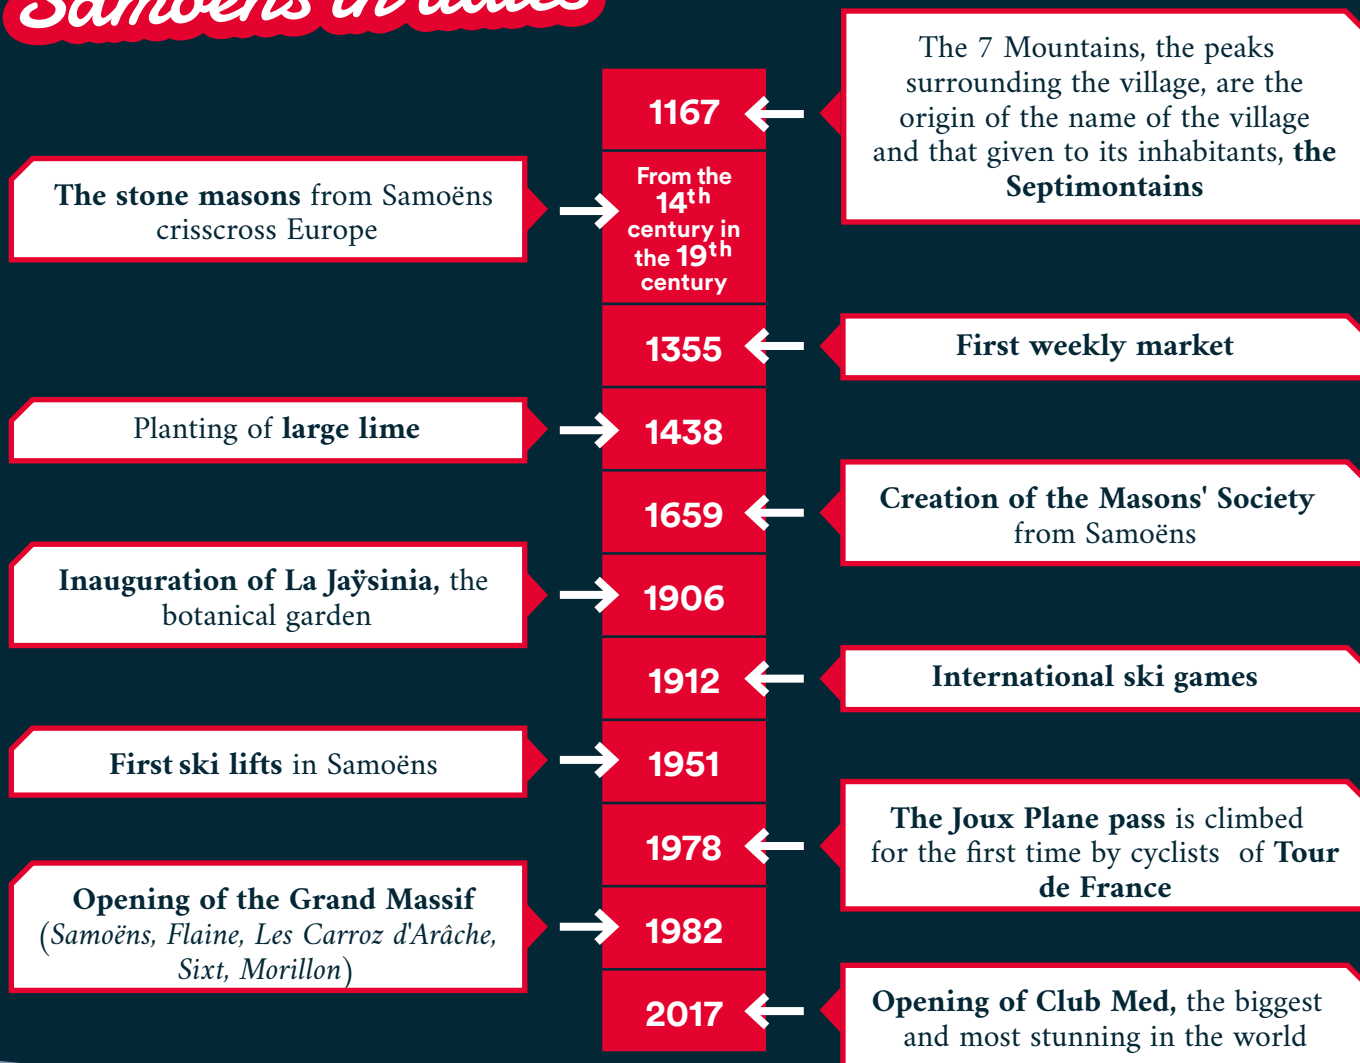 Samoëns in dates
1167
The 7 Mountains, the peaks
surrounding the village, are the
origin of the name of the village
and that given to its inhabitants, the
Septimontains
The stone masons from Samoëns
crisscross Europe
From the
14th
century in
the 19th
century
1355
First weekly market
Planting of large lime
1438
1659
Creation of the Masons' Society
from Samoëns
Inauguration of La Jaÿsinia, the
botanical garden
1906
1912
International ski games
First ski lifts in Samoëns
1951
1978
The Joux Plane pass is climbed
for the first time by cyclists of Tour
de France
Opening of the Grand Massif
(Samoëns, Flaine, Les Carroz d'Arâche,
Sixt, Morillon)
1982
2017
Opening of Club Med, the biggest
and most stunning in the world